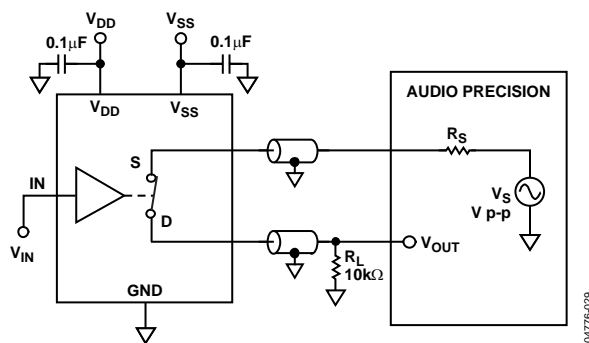 VDD
VSS
0.1μF
0.1μF
VDD
VSS
AUDIO PRECISION
RS
S
IN
VS
V p-p
D
VIN
VOUT
RL
10kΩ
GND
04776-029